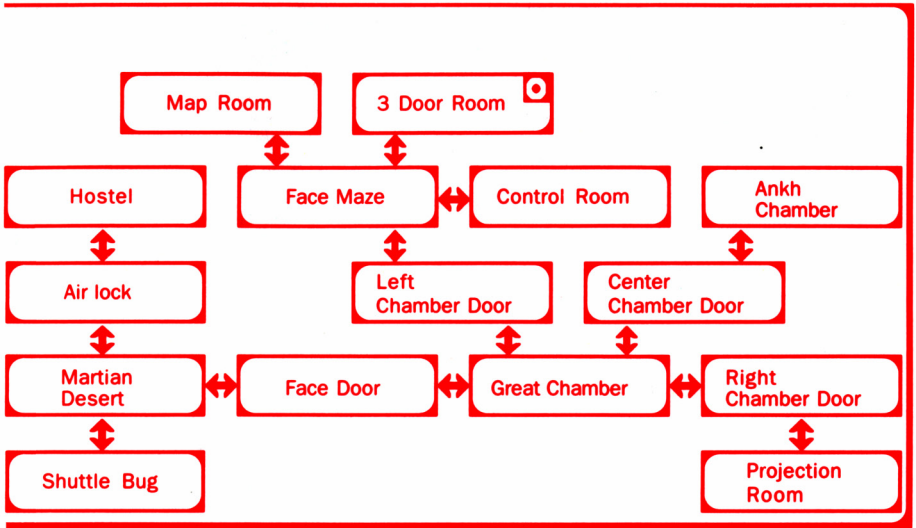 Map Room
3 Door Room
Hostel
Face Maze
Control Room
Ankh
Chamber
Air lock
Left
Chamber Door
Center
Chamber Door
Martian
Desert
Face Door
Great Chamber
Right
Chamber Door
Shuttle Bug
Projection
Room